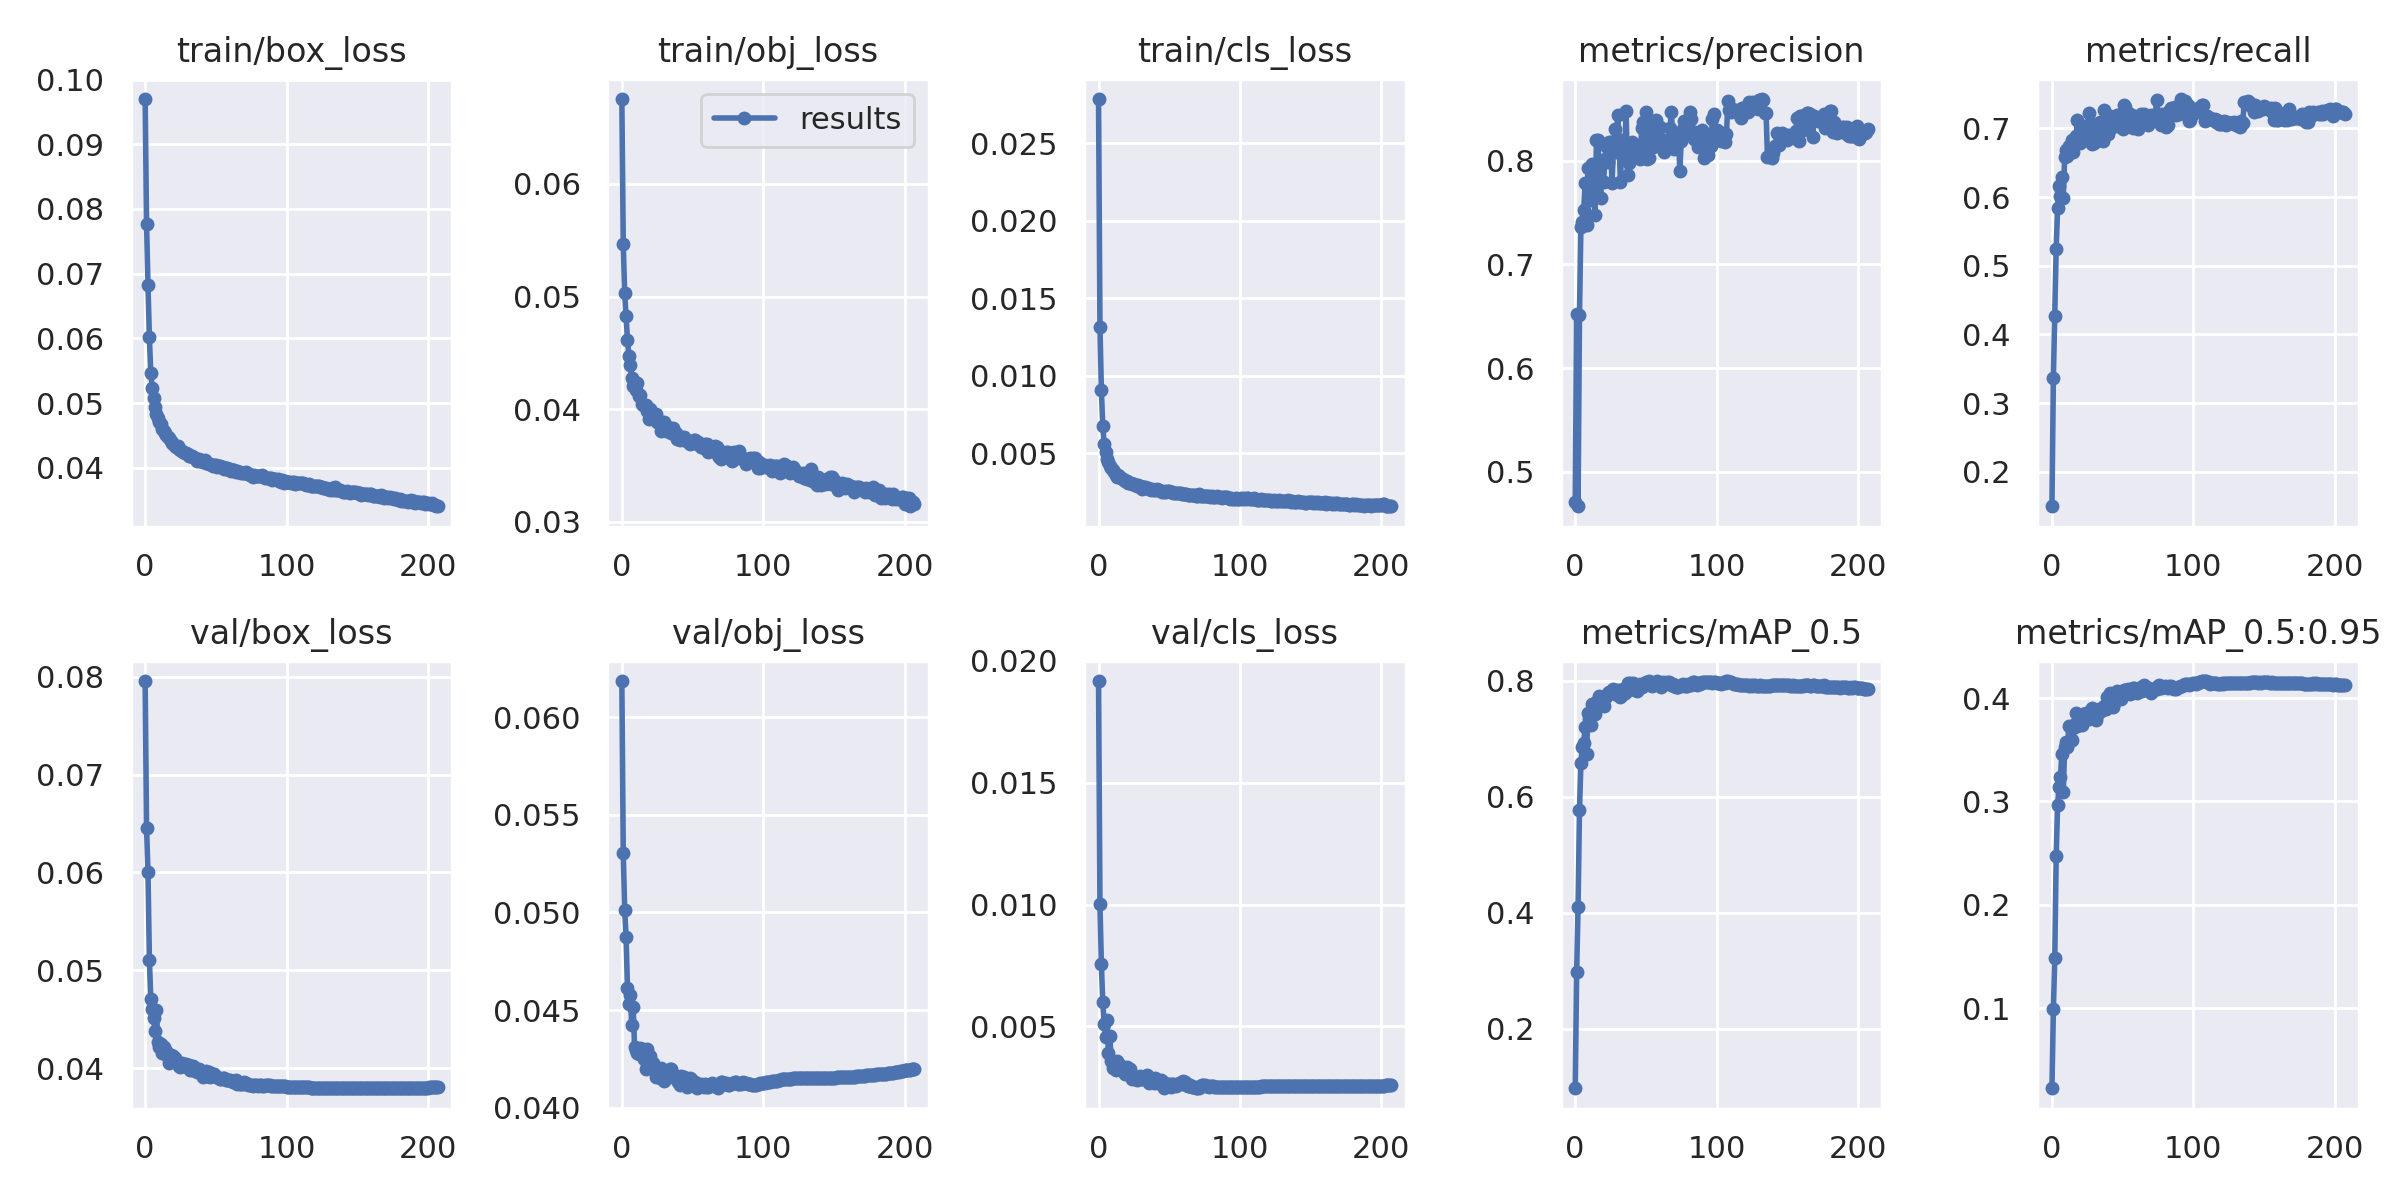 train/box_loss
0.10
0.09
0.08
0.07
0.06
0.05
0.04
0 100 200
train/obj_loss
results
0.06
0.05
0.04
0.03
0 100 200
train/cls_loss
0.025
0.020
0.015
0.010
0.005
0 100 200
metrics/precision
0.8
0.7
0.6
0.5
0 100 200
metrics/recall
0.7
0.6
0.5
0.4
0.3
0.2
0 100 200
val/box_loss
0.08
0.07
0.06
0.05
0.04
0 100 200
val/obj_loss
0.060
0.055
0.050
0.045
0.040
0 100 200
val/cls_loss
0.020
0.015
0.010
0.005
0 100 200
metrics/mAP_0.5
0.8
0.6
0.4
0.2
0 100 200
metrics/mAP_0.5:0.95
0.4
0.3
0.2
0.1
0 100 200